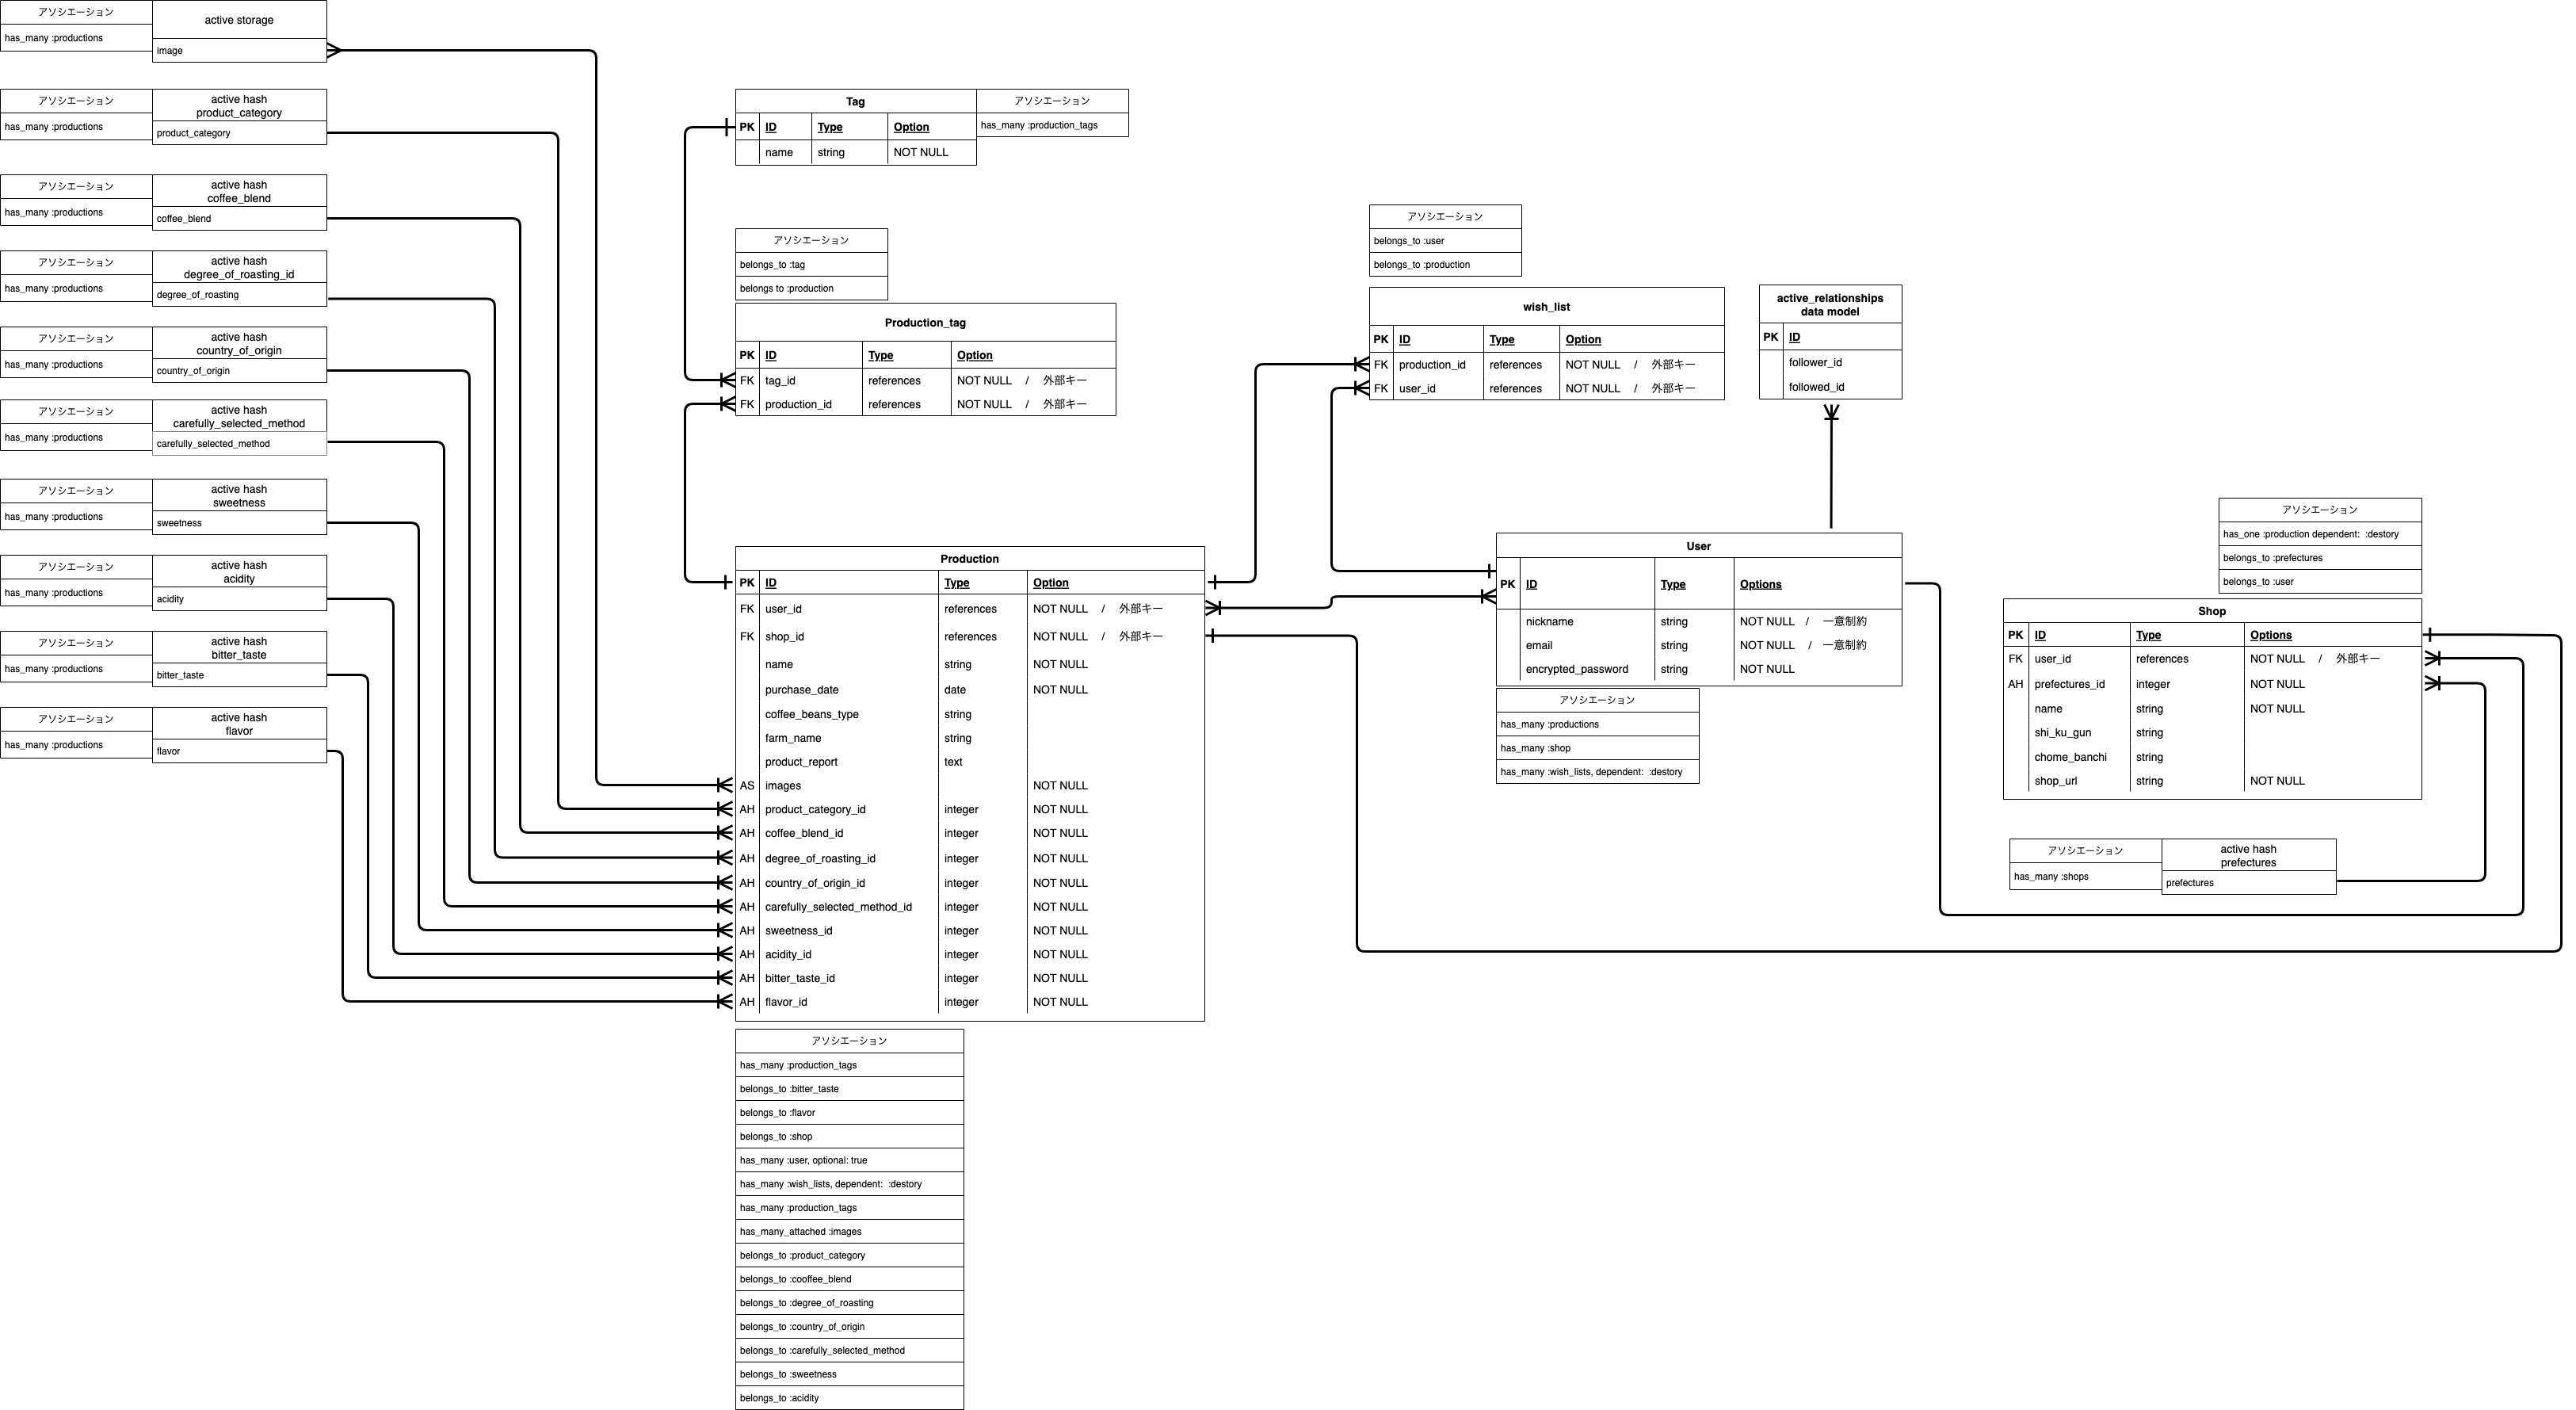 アソシエーション
has_many :productions
active storage
image
アソシエーション
has_many :productions
active hash
product_category
product_category
アソシエーション
has_many :productions
active hash
coffee_blend
coffee_blend
アソシエーション
has_many :productions
active hash
degree_of_roasting_id
degree_of_roasting
アソシエーション
has_many :productions
active hash
country_of_origin
country_of_origin
アソシエーション
has_many :productions
active hash
carefully_selected_method
carefully_selected_method
アソシエーション
has_many :productions
active hash
sweetness
sweetness
アソシエーション
has_many :productions
active hash
acidity
acidity
アソシエーション
has_many :productions
active hash
bitter_taste
bitter_taste
アソシエーション
has_many :productions
active hash
flavor
flavor
Tag
PK ID Type Option
name string NOT NULL
アソシエーション
has_many :production_tags
アソシエーション
belongs_to :tag
belongs to :production
Production_tag
PK ID Type Option
FK tag_id references NOT NULL / 外部キー
FK production_id references NOT NULL / 外部キー
Production
PK ID Type Option
FK user_id references NOT NULL / 外部キー
FK shop_id references NOT NULL / 外部キー
name string NOT NULL
purchase_date date NOT NULL
coffee_beans_type string
farm_name string
product_report text
AS images NOT NULL
AH product_category_id integer NOT NULL
AH coffee_blend_id integer NOT NULL
AH degree_of_roasting_id integer NOT NULL
AH country_of_origin_id integer NOT NULL
AH carefully_selected_method_id integer NOT NULL
AH sweetness_id integer NOT NULL
AH acidity_id integer NOT NULL
AH bitter_taste_id integer NOT NULL
AH flavor_id integer NOT NULL
アソシエーション
has_many :production_tags
belongs_to :bitter_taste
belongs_to :flavor
belongs_to :shop
has_many :user, optional: true
has_many :wish_lists, dependent: :destory
has_many :production_tags
has_many_attached :images
belongs_to :product_category
belongs_to :cooffee_blend
belongs_to :degree_of_roasting
belongs_to :country_of_origin
belongs_to :carefully_selected_method
belongs_to :sweetness
belongs_to :acidity
アソシエーション
belongs_to :user
belongs_to :production
wish_list
PK ID Type Option
FK production_id references NOT NULL / 外部キー
FK user_id references NOT NULL / 外部キー
active_relationships
data model
PK ID
follower_id
followed_id
User
PK ID Type Options
nickname string NOT NULL / 一意制約
email string NOT NULL / 一意制約
encrypted_password string NOT NULL
アソシエーション
has_many :productions
has_many :shop
has_many :wish_lists, dependent: :destory
アソシエーション
has_one :production dependent: :destory
belongs_to :prefectures
belongs_to :user
Shop
PK ID Type Options
FK user_id references NOT NULL / 外部キー
AH prefectures_id integer NOT NULL
name string NOT NULL
shi_ku_gun string
chome_banchi string
shop_url string NOT NULL
アソシエーション
has_many :shops
active hash
prefectures
prefectures